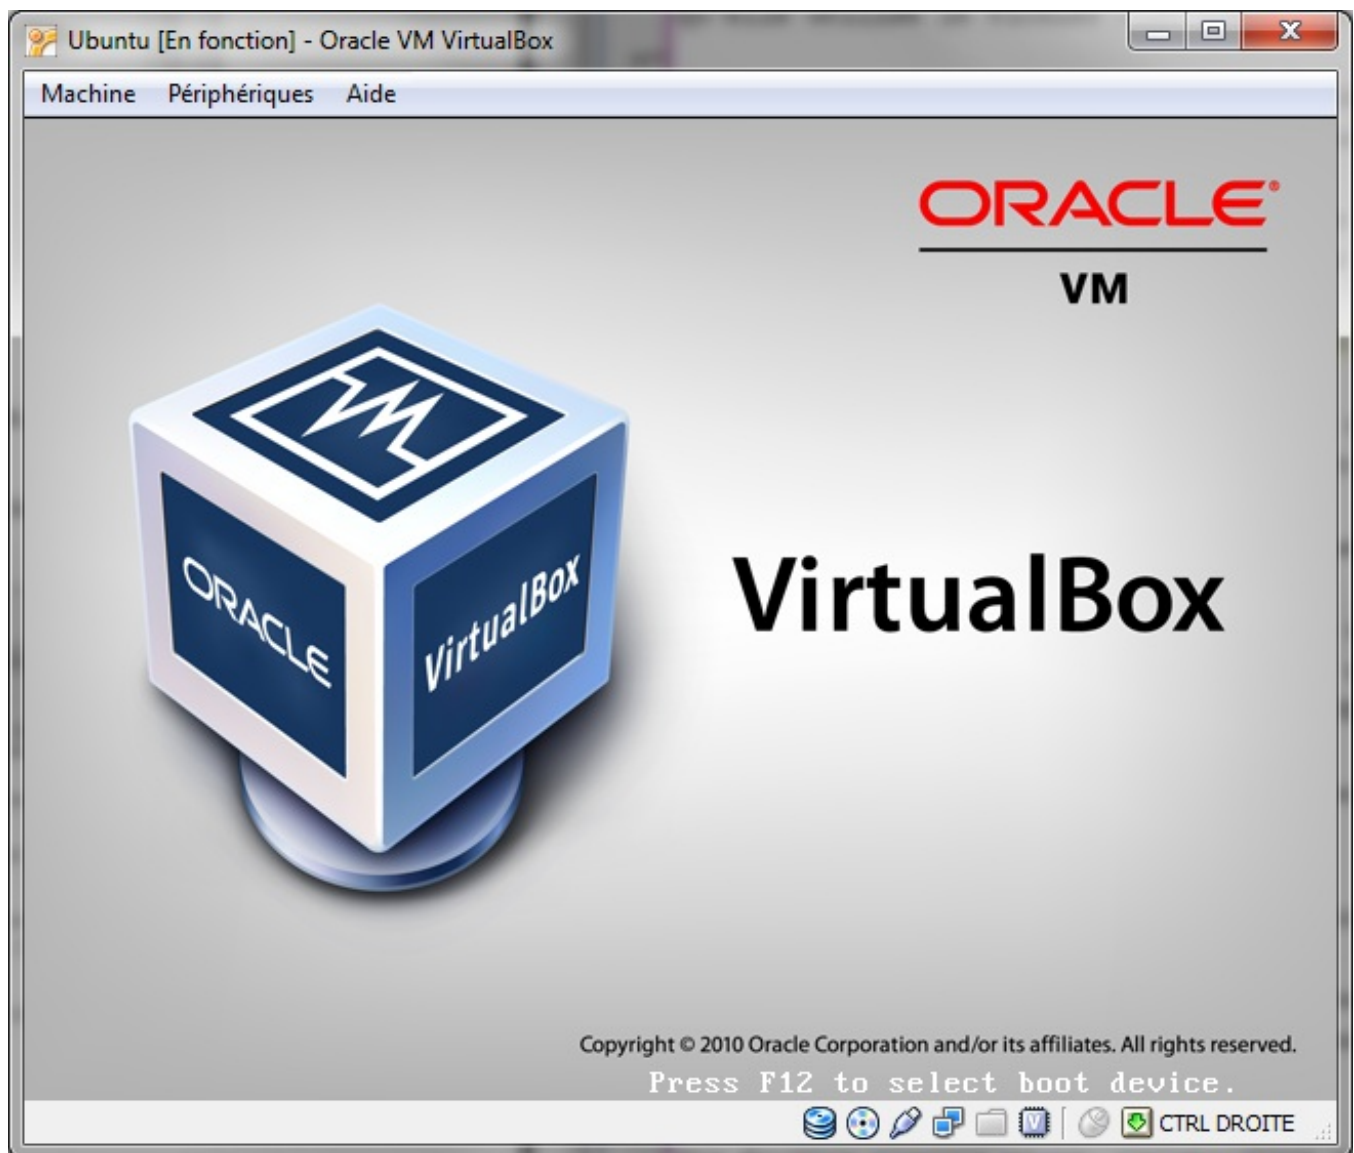 Ubuntu [En fonction] - Oracle VM VirtualBox
Machine Périphériques Aide
ORACLE®
VM
ORACLE
VirtualBox
VirtualBox
Copyright © 2010 Oracle Corporation and/or its affiliates. All rights reserved.
Press F12 to select boot device.
V
CTRL DROITE